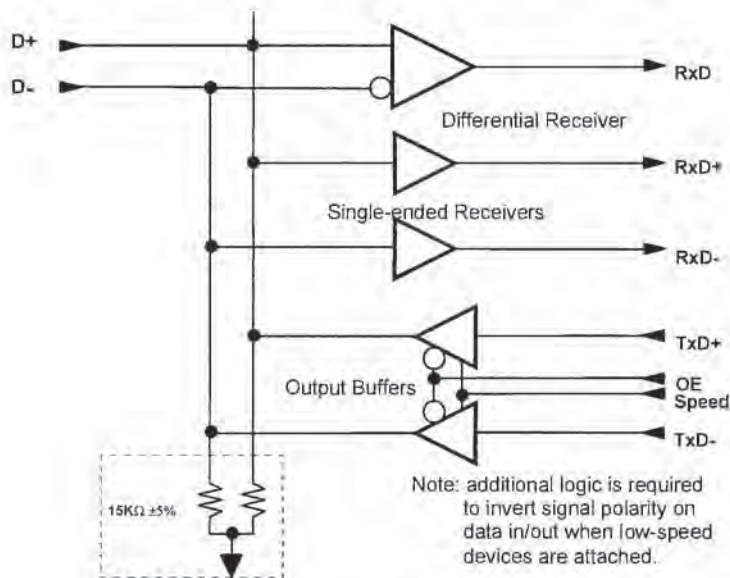 D+
D-
RxD
Differential Receiver
RxD+
Single-ended Receivers
RxD-
TxD+
Output Buffers
OE
Speed
TxD-
15KΩ ±5%
Note: additional logic is required
to invert signal polarity on
data in/out when low-speed
devices are attached.